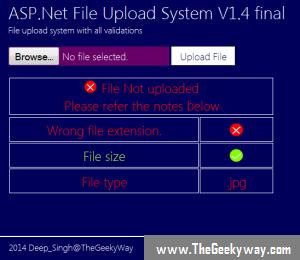 ASP.Net File Upload System V1.4 final
File upload system with all validations
Browse... No file selected. Upload File
File Not uploaded
Please refer the notes below
Wrong file extension.
File size
File type .jpg
2014 Deep_Singh@TheGeekyWay
www.TheGeekyway.com